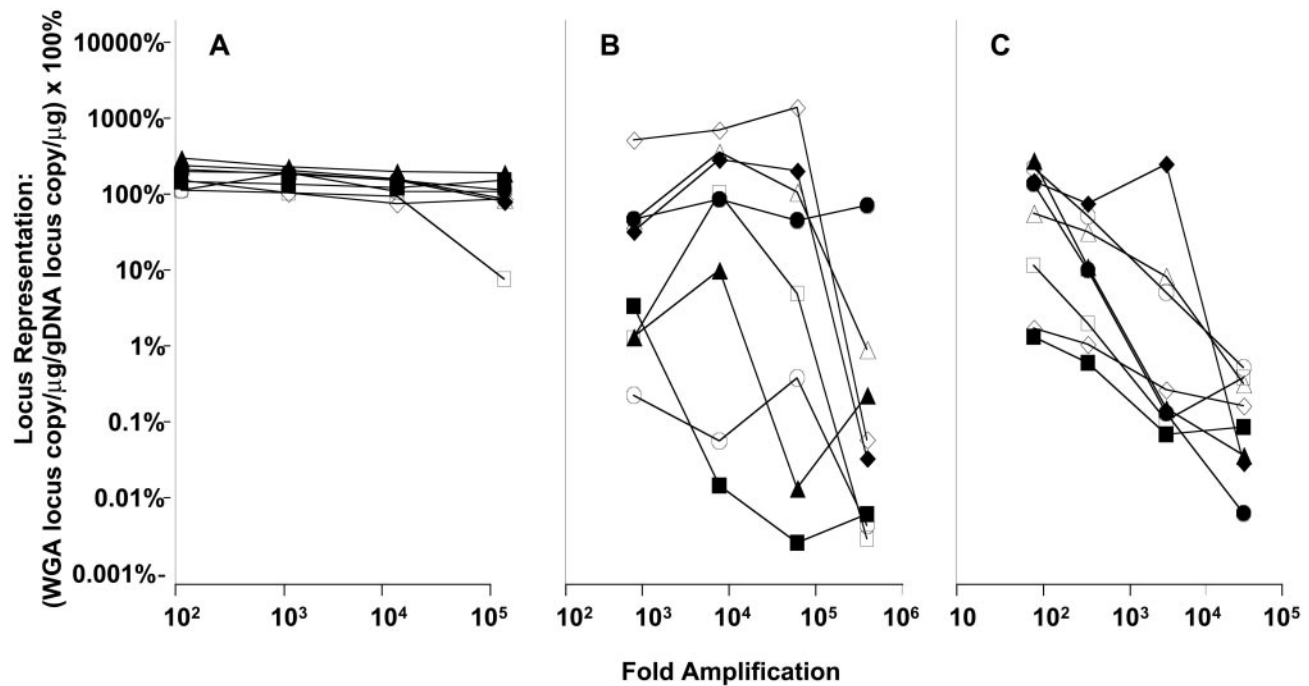 Locus Representation:
(WGA locus copy/μg/gDNA locus copy/μg) x 100%
10000%
1000%
100%
10%
1%
0.1%
0.01%
0.001%
A
B
C
10² 10³ 10⁴ 10⁵
10² 10³ 10⁴ 10⁵ 10⁶
10 10² 10³ 10⁴ 10⁵
Fold Amplification